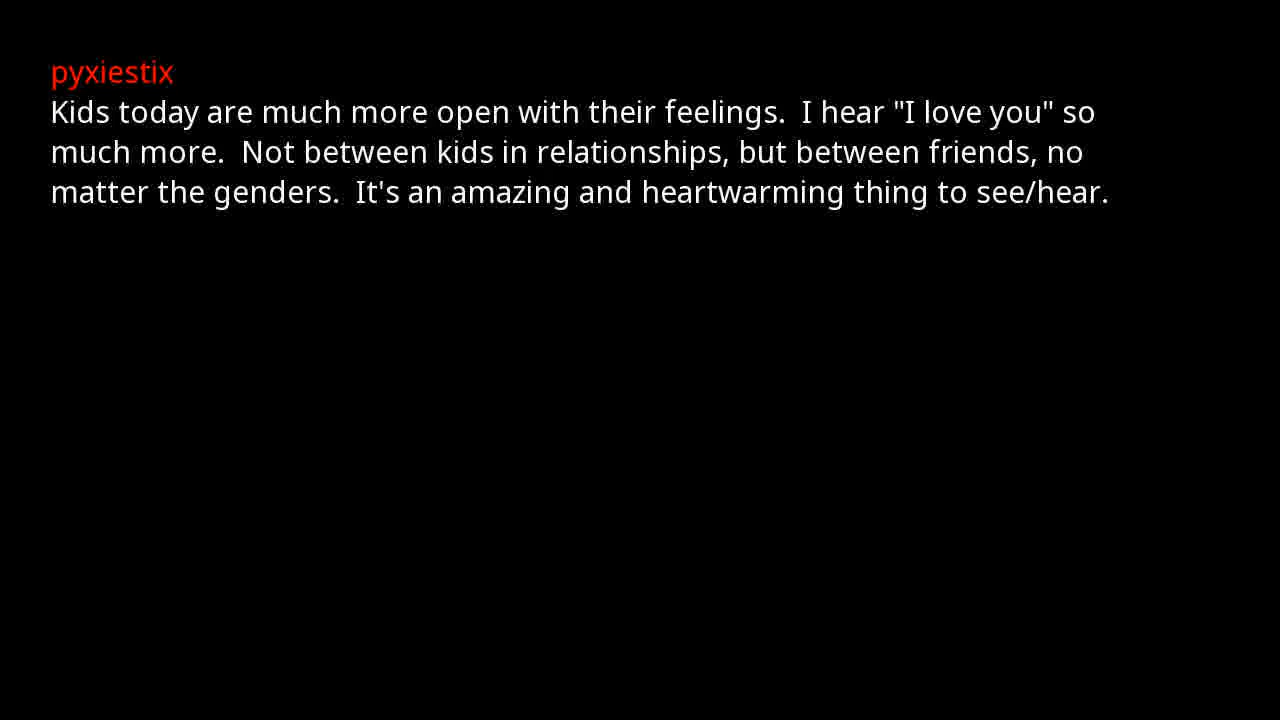 pyxiestix
Kids today are much more open with their feelings.  I hear "I love you" so
much more.  Not between kids in relationships, but between friends, no
matter the genders.  It's an amazing and heartwarming thing to see/hear.